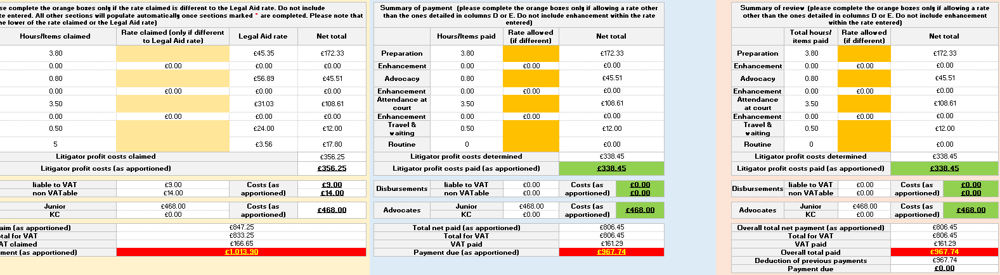 se complete the orange boxes only if the rate claimed is different to the Legal Aid rate. Do not include
te entered. All other sections will populate automatically once sections marked * are completed. Please note that
he lower of the rate claimed or the Legal Aid rate)
Hours/Items claimed Rate claimed (only if different to Legal Aid rate) Legal Aid rate Net total
3.80 £45.35 £172.33
0.00 £0.00 £0.00 £0.00
0.80 £56.89 £45.51
0.00 £0.00 £0.00 £0.00
3.50 £31.03 £108.61
0.00 £0.00 £0.00 £0.00
0.50 £24.00 £12.00
5 £3.56 £17.80
Litigator profit costs claimed £356.25
Litigator profit costs (as apportioned) £356.25
liable to VAT £9.00 Costs (as £9.00
non VATable £14.00 apportioned) £14.00
Junior £468.00 Costs (as £468.00
KC £0.00 apportioned)
aim (as apportioned) £847.25
otal for VAT £833.25
AT claimed £166.65
ment (as apportioned) £1,013.90
Summary of payment (please complete the orange boxes only if allowing a rate other
than the ones detailed in columns D or E. Do not include enhancement within the rate
entered)
Hours/Items paid Rate allowed (if different) Net total
Preparation 3.80 £172.33
Enhancement 0.00 £0.00 £0.00
Advocacy 0.80 £45.51
Enhancement 0.00 £0.00 £0.00
Attendance at court 3.50 £108.61
Enhancement 0.00 £0.00 £0.00
Travel & waiting 0.50 £12.00
Routine 0 £0.00
Litigator profit costs determined £338.45
Litigator profit costs paid (as apportioned) £338.45
Disbursements liable to VAT £0.00 Costs (as £0.00
non VATable £0.00 apportioned) £0.00
Advocates Junior £468.00 Costs (as £468.00
KC £0.00 apportioned)
Total net paid (as apportioned) £806.45
Total for VAT £806.45
VAT paid £161.29
Payment due (as apportioned) £967.74
Summary of review (please complete the orange boxes only if allowing a rate
other than the ones detailed in columns D or E. Do not include enhancement
within the rate entered)
Total hours/ items paid Rate allowed (if different) Net total
Preparation 3.80 £172.33
Enhancement 0.00 £0.00 £0.00
Advocacy 0.80 £45.51
Enhancement 0.00 £0.00 £0.00
Attendance at court 3.50 £108.61
Enhancement 0.00 £0.00 £0.00
Travel & waiting 0.50 £12.00
Routine 0 £0.00
Litigator profit costs determined £338.45
Litigator profit costs paid (as apportioned) £338.45
Disbursements liable to VAT £0.00 Costs (as £0.00
non VATable £0.00 apportioned) £0.00
Advocates Junior £468.00 Costs (as £468.00
KC £0.00 apportioned)
Overall total net payment (as apportioned) £806.45
Total for VAT £806.45
VAT paid £161.29
Overall total paid £967.74
Deduction of previous payments £967.74
Payment due £0.00